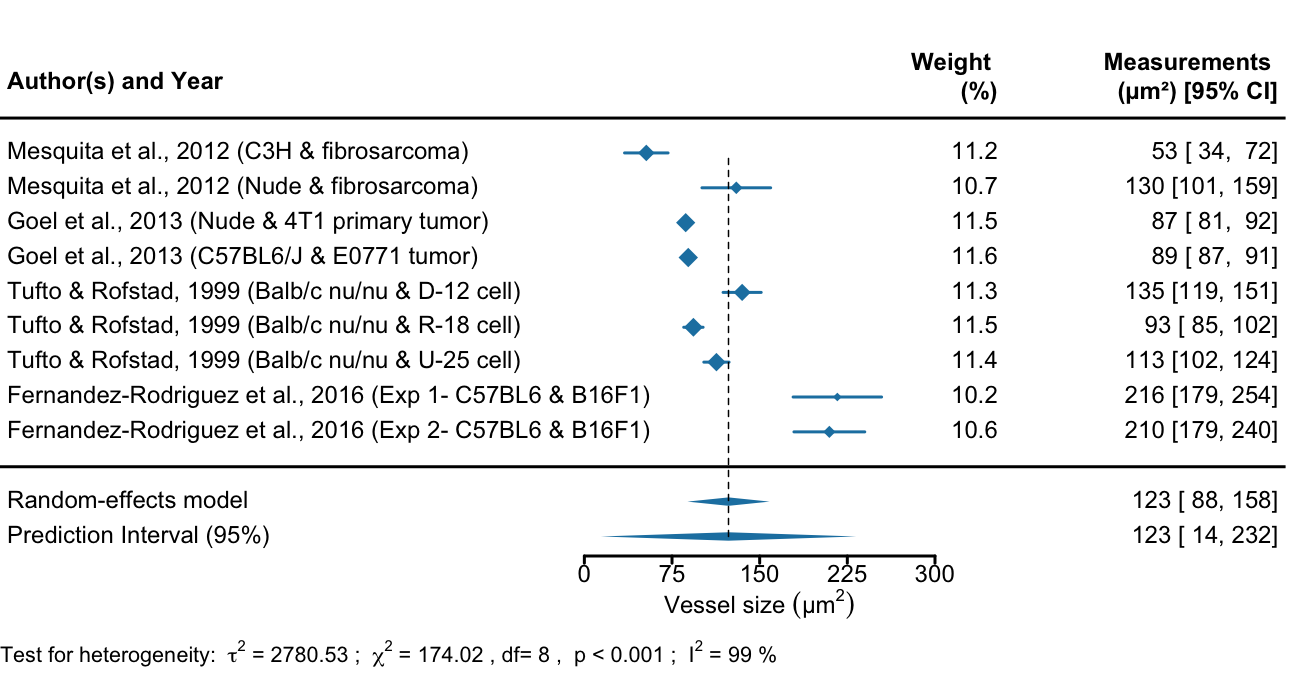 Weight Measurements
Author(s) and Year (%) (µm²) [95% CI]
Mesquita et al., 2012 (C3H & fibrosarcoma) 11.2 53 [ 34, 72]
Mesquita et al., 2012 (Nude & fibrosarcoma) 10.7 130 [101, 159]
Goel et al., 2013 (Nude & 4T1 primary tumor) 11.5 87 [ 81, 92]
Goel et al., 2013 (C57BL6/J & E0771 tumor) 11.6 89 [ 87, 91]
Tufto & Rofstad, 1999 (Balb/c nu/nu & D-12 cell) 11.3 135 [119, 151]
Tufto & Rofstad, 1999 (Balb/c nu/nu & R-18 cell) 11.5 93 [ 85, 102]
Tufto & Rofstad, 1999 (Balb/c nu/nu & U-25 cell) 11.4 113 [102, 124]
Fernandez-Rodriguez et al., 2016 (Exp 1- C57BL6 & B16F1) 10.2 216 [179, 254]
Fernandez-Rodriguez et al., 2016 (Exp 2- C57BL6 & B16F1) 10.6 210 [179, 240]
Random-effects model 123 [ 88, 158]
Prediction Interval (95%) 123 [ 14, 232]
0 75 150 225 300
Vessel size (µm²)
Test for heterogeneity: τ² = 2780.53 ; χ² = 174.02 , df= 8 , p < 0.001 ; I² = 99 %